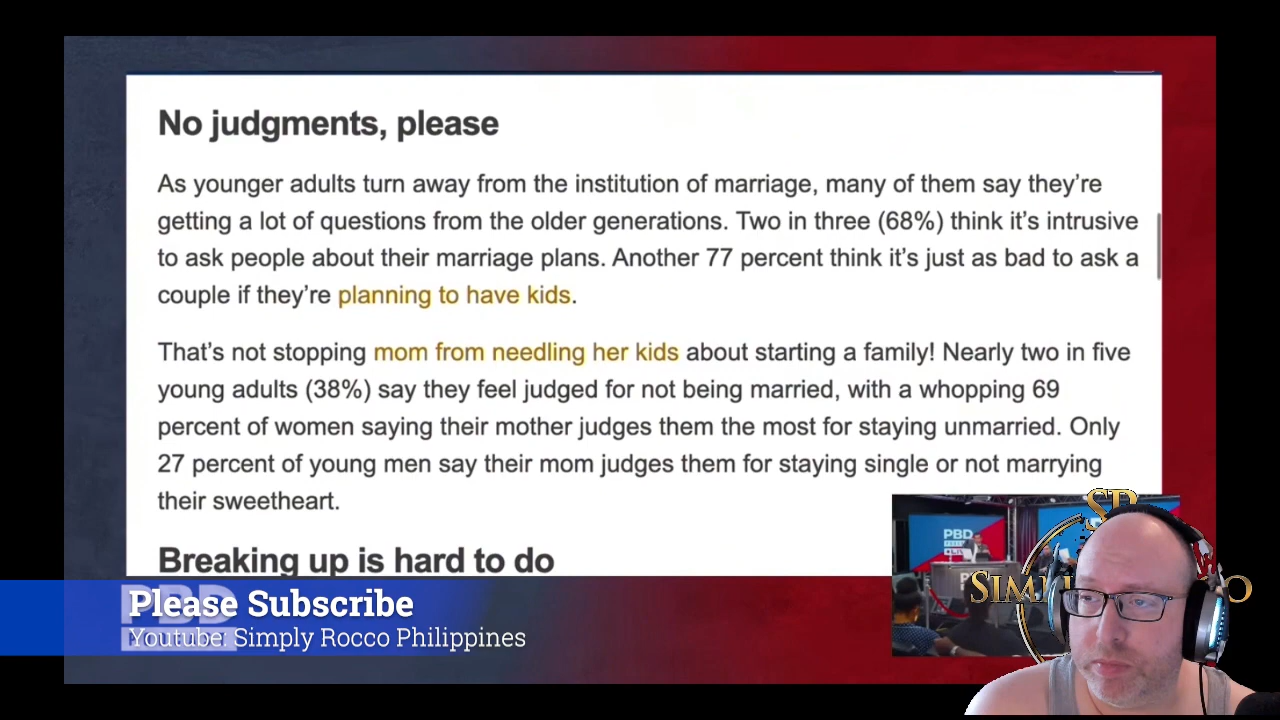 No judgments, please
As younger adults turn away from the institution of marriage, many of them say they’re
getting a lot of questions from the older generations. Two in three (68%) think it’s intrusive
to ask people about their marriage plans. Another 77 percent think it’s just as bad to ask a
couple if they’re planning to have kids.
That’s not stopping mom from needling her kids about starting a family! Nearly two in five
young adults (38%) say they feel judged for not being married, with a whopping 69
percent of women saying their mother judges them the most for staying unmarried. Only
27 percent of young men say their mom judges them for staying single or not marrying
their sweetheart.
Breaking up is hard to do
PBD
Please Subscribe
Youtube: Simply Rocco Philippines
PBD